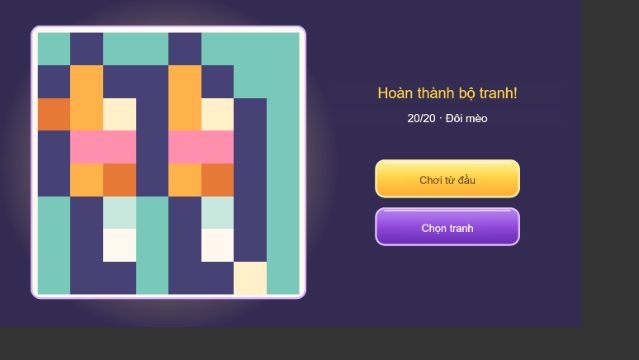 Hoàn thành bộ tranh!
20/20 · Đôi mèo
Chơi từ đầu
Chọn tranh